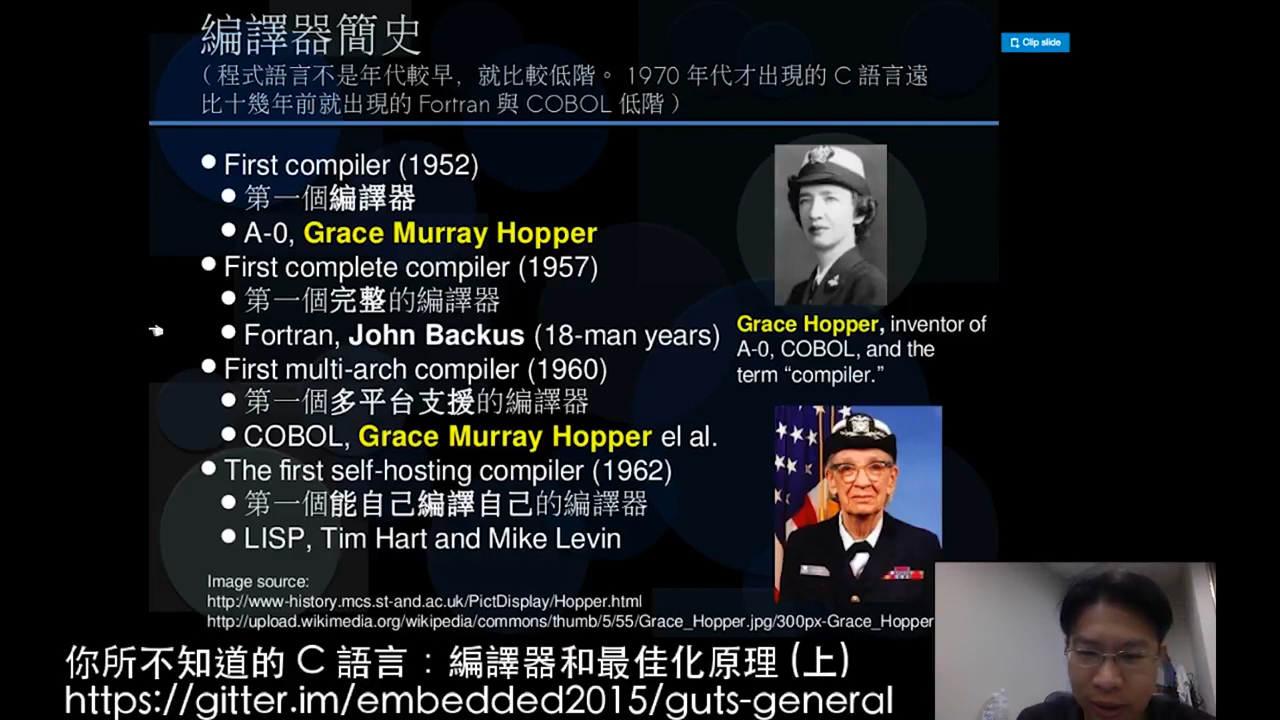 編譯器簡史
Clip slide
（程式語言不是年代較早，就比較低階。 1970 年代才出現的 C 語言遠
比十幾年前就出現的 Fortran 與 COBOL 低階）
First compiler (1952)
第一個編譯器
A-0, Grace Murray Hopper
First complete compiler (1957)
第一個完整的編譯器
Fortran, John Backus (18-man years)
First multi-arch compiler (1960)
第一個多平台支援的編譯器
COBOL, Grace Murray Hopper el al.
The first self-hosting compiler (1962)
第一個能自己編譯自己的編譯器
LISP, Tim Hart and Mike Levin
Grace Hopper, inventor of
A-0, COBOL, and the
term “compiler.”
Image source:
http://www-history.mcs.st-and.ac.uk/PictDisplay/Hopper.html
http://upload.wikimedia.org/wikipedia/commons/thumb/5/55/Grace_Hopper.jpg/300px-Grace_Hopper
你所不知道的 C 語言：編譯器和最佳化原理 (上)
https://gitter.im/embedded2015/guts-general